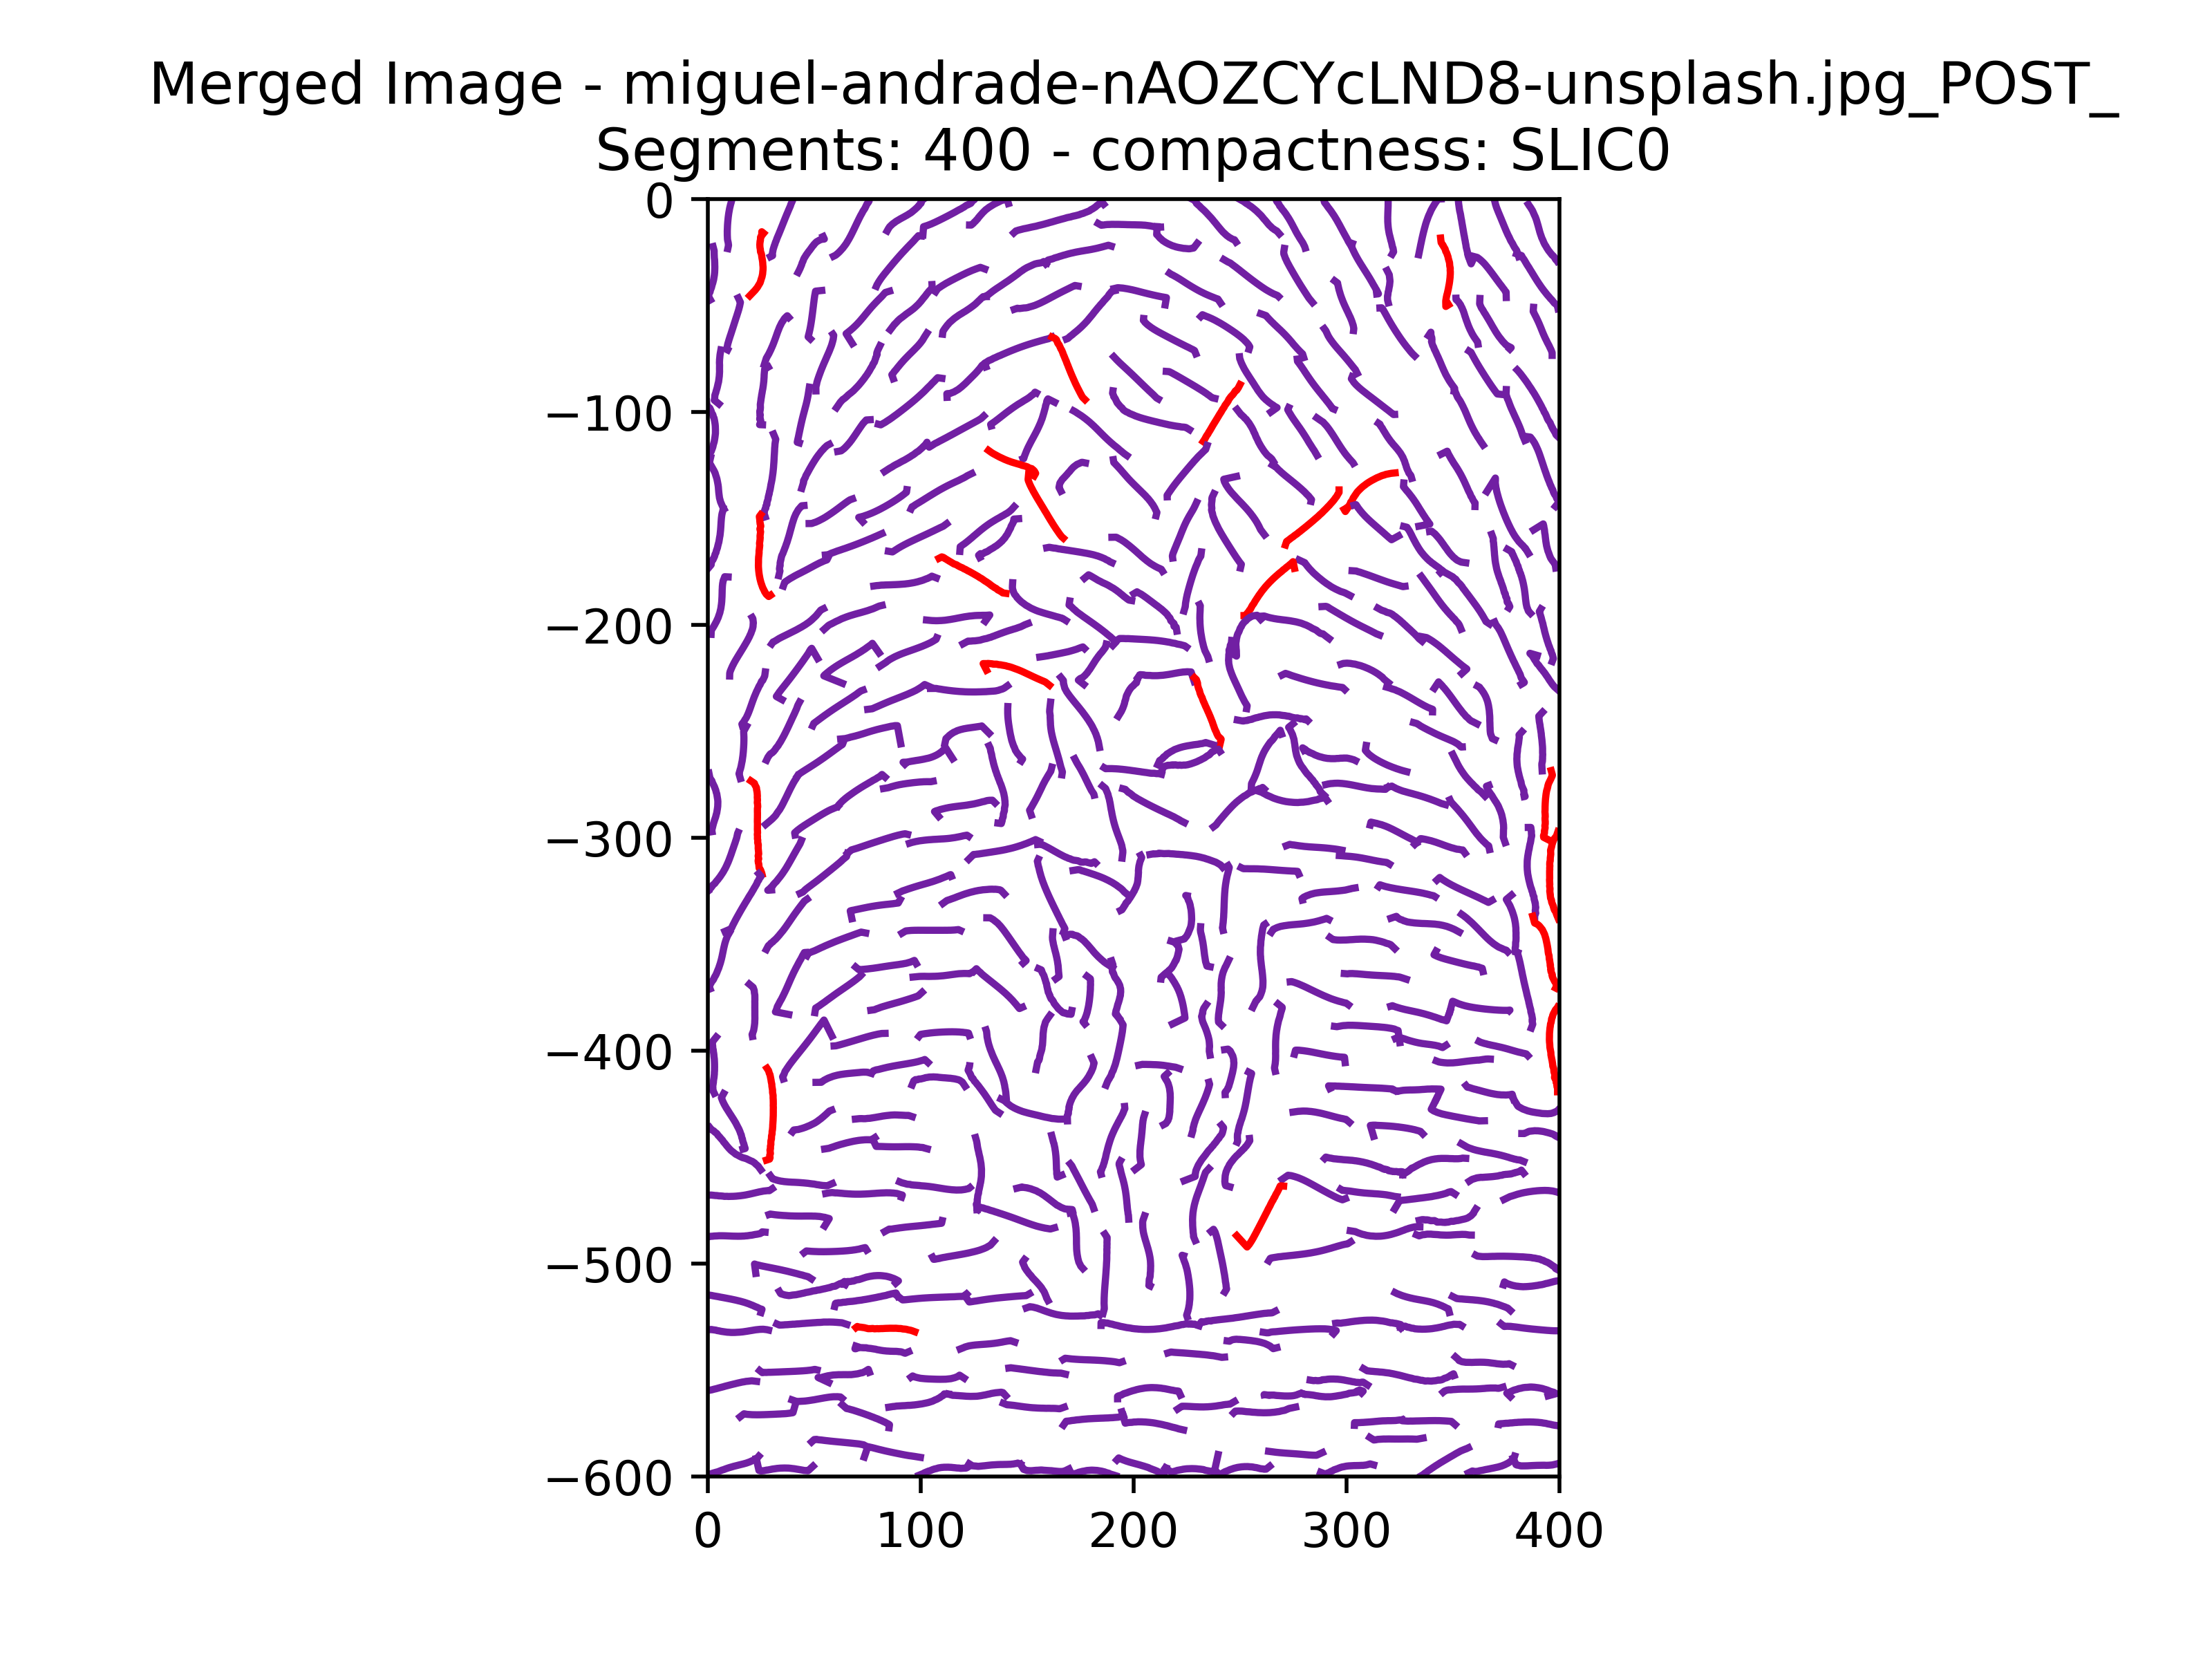 Merged Image - miguel-andrade-nAOZCYcLND8-unsplash.jpg_POST_
Segments: 400 - compactness: SLIC0
0
−100
−200
−300
−400
−500
−600
0 100 200 300 400